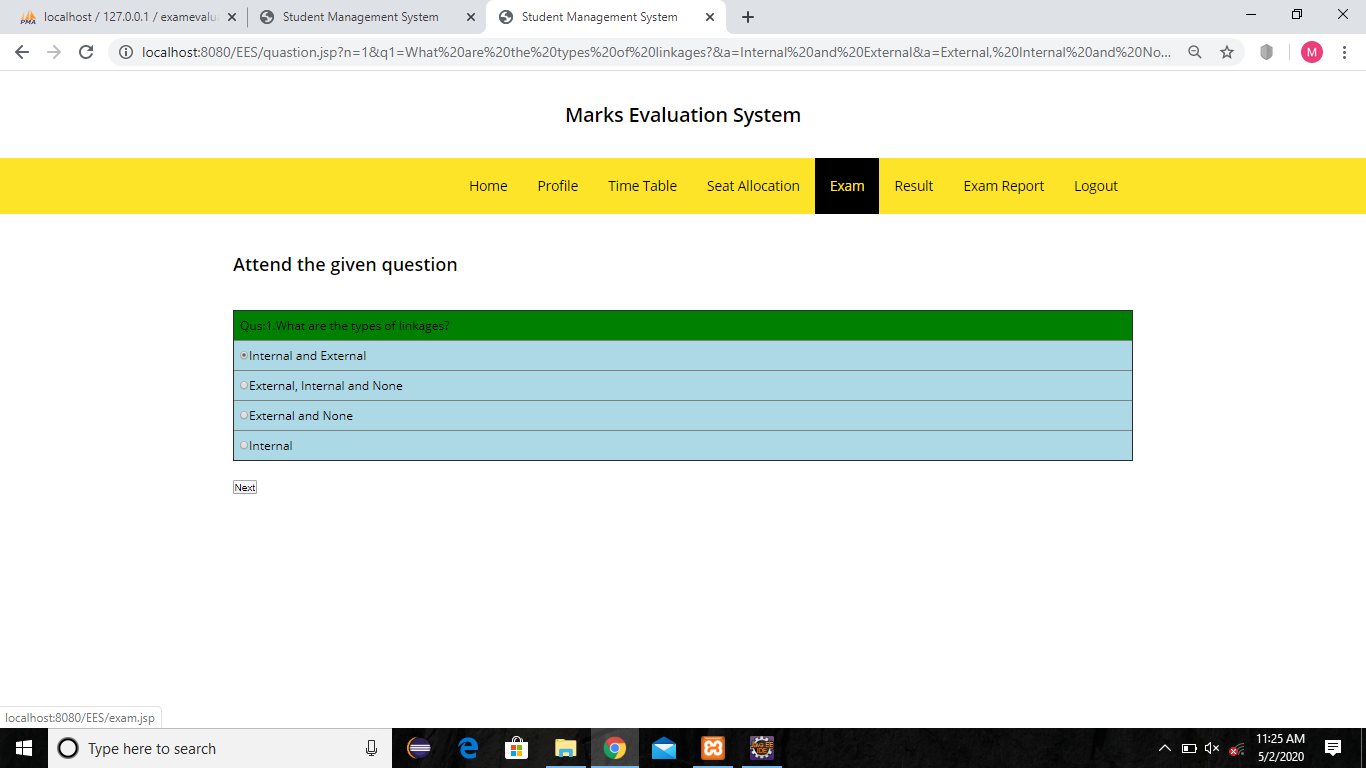 localhost / 127.0.0.1 / examevalu
Student Management System
Student Management System
localhost:8080/EES/quastion.jsp?n=1&q1=What%20are%20the%20types%20of%20linkages?&a=Internal%20and%20External&a=External,%20Internal%20and%20No...
M
Marks Evaluation System
Home
Profile
Time Table
Seat Allocation
Exam
Result
Exam Report
Logout
Attend the given question
Qus:1.What are the types of linkages?
Internal and External
External, Internal and None
External and None
Internal
Next
localhost:8080/EES/exam.jsp
Type here to search
11:25 AM
5/2/2020